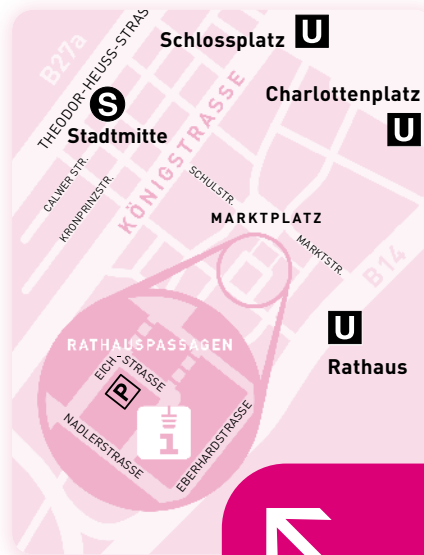 Schlossplatz U
B27a
THEODOR-HEUSS-STRAS
Charlottenplatz
U
S
Stadtmitte
KÖNIGSTRASSE
CALWER STR.
KRONPRINZSTR.
SCHULSTR.
MARKTPLATZ
MARKTSTR.
B14
U
Rathaus
RATHAUSPASSAGEN
EICH-STRASSE
P
i
NADLERSTRASSE
EBERHARDSTRASSE